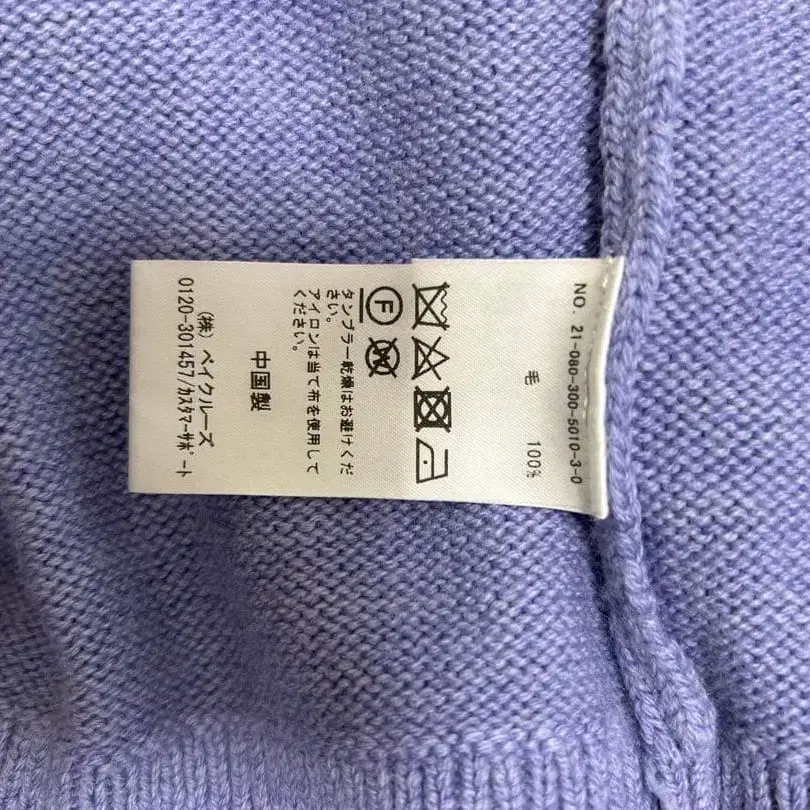 NO. 21-080-300-5010-3-0
毛 100%
F
W
タンブラー乾燥はお避けくだ
さい。
アイロンは当て布を使用して
ください。
中国製
(株) ベイクルーズ
0120-301457/カスタマーサポート